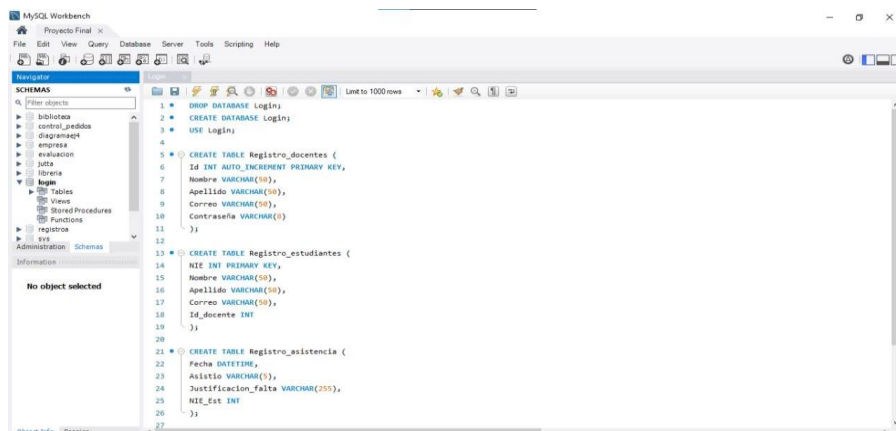 MySQL Workbench
Proyecto Final ×
File Edit View Query Database Server Tools Scripting Help
Navigator
Login ×
SCHEMAS
Filter objects
biblioteca
control_pedidos
diagramaej4
empresa
evaluacion
jutta
libreria
login
Tables
Views
Stored Procedures
Functions
registroa
sys
Administration Schemas
Information
No object selected
Object Info Session
Limit to 1000 rows
1 DROP DATABASE Login;
2 CREATE DATABASE Login;
3 USE Login;
4
5 CREATE TABLE Registro_docentes (
6 Id INT AUTO_INCREMENT PRIMARY KEY,
7 Nombre VARCHAR(50),
8 Apellido VARCHAR(50),
9 Correo VARCHAR(50),
10 Contraseña VARCHAR(8)
11 );
12
13 CREATE TABLE Registro_estudiantes (
14 NIE INT PRIMARY KEY,
15 Nombre VARCHAR(50),
16 Apellido VARCHAR(50),
17 Correo VARCHAR(50),
18 Id_docente INT
19 );
20
21 CREATE TABLE Registro_asistencia (
22 Fecha DATETIME,
23 Asistio VARCHAR(5),
24 Justificacion_falta VARCHAR(255),
25 NIE_Est INT
26 );
27